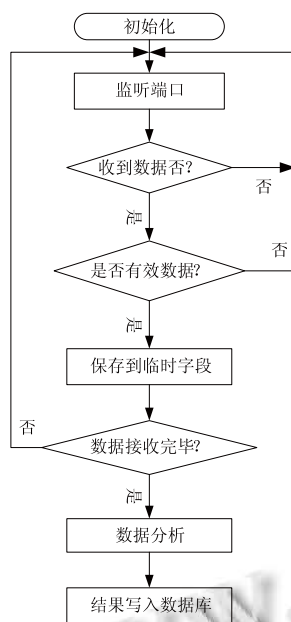 初始化
监听端口
收到数据否?
否
是
否
是否有效数据?
是
保存到临时字段
否
数据接收完毕?
是
数据分析
结果写入数据库